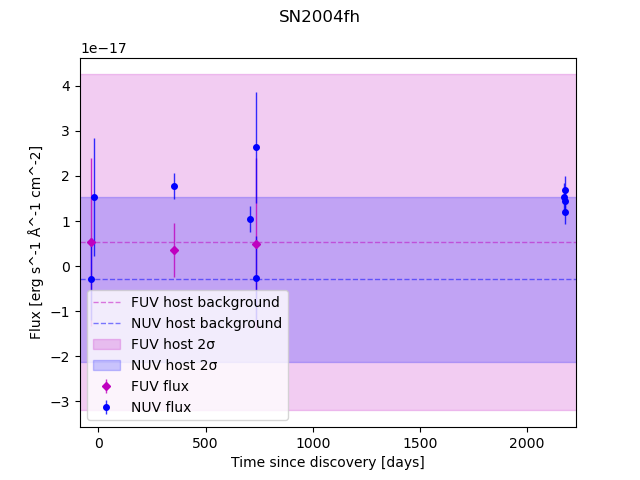 SN2004fh
1e−17
Flux [erg s^-1 Å^-1 cm^-2]
4
3
2
1
0
−1
−2
−3
FUV host background
NUV host background
FUV host 2σ
NUV host 2σ
FUV flux
NUV flux
0
500
1000
1500
2000
Time since discovery [days]